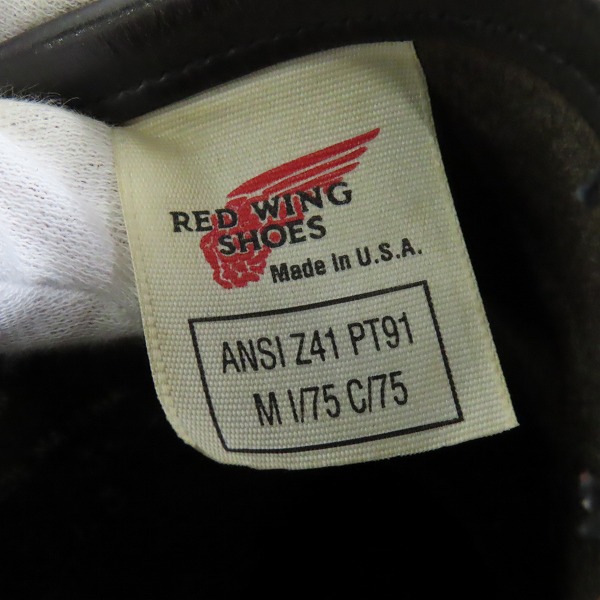 RED WING
SHOES
Made in U.S.A.
ANSI Z41 PT91
M I/75 C/75